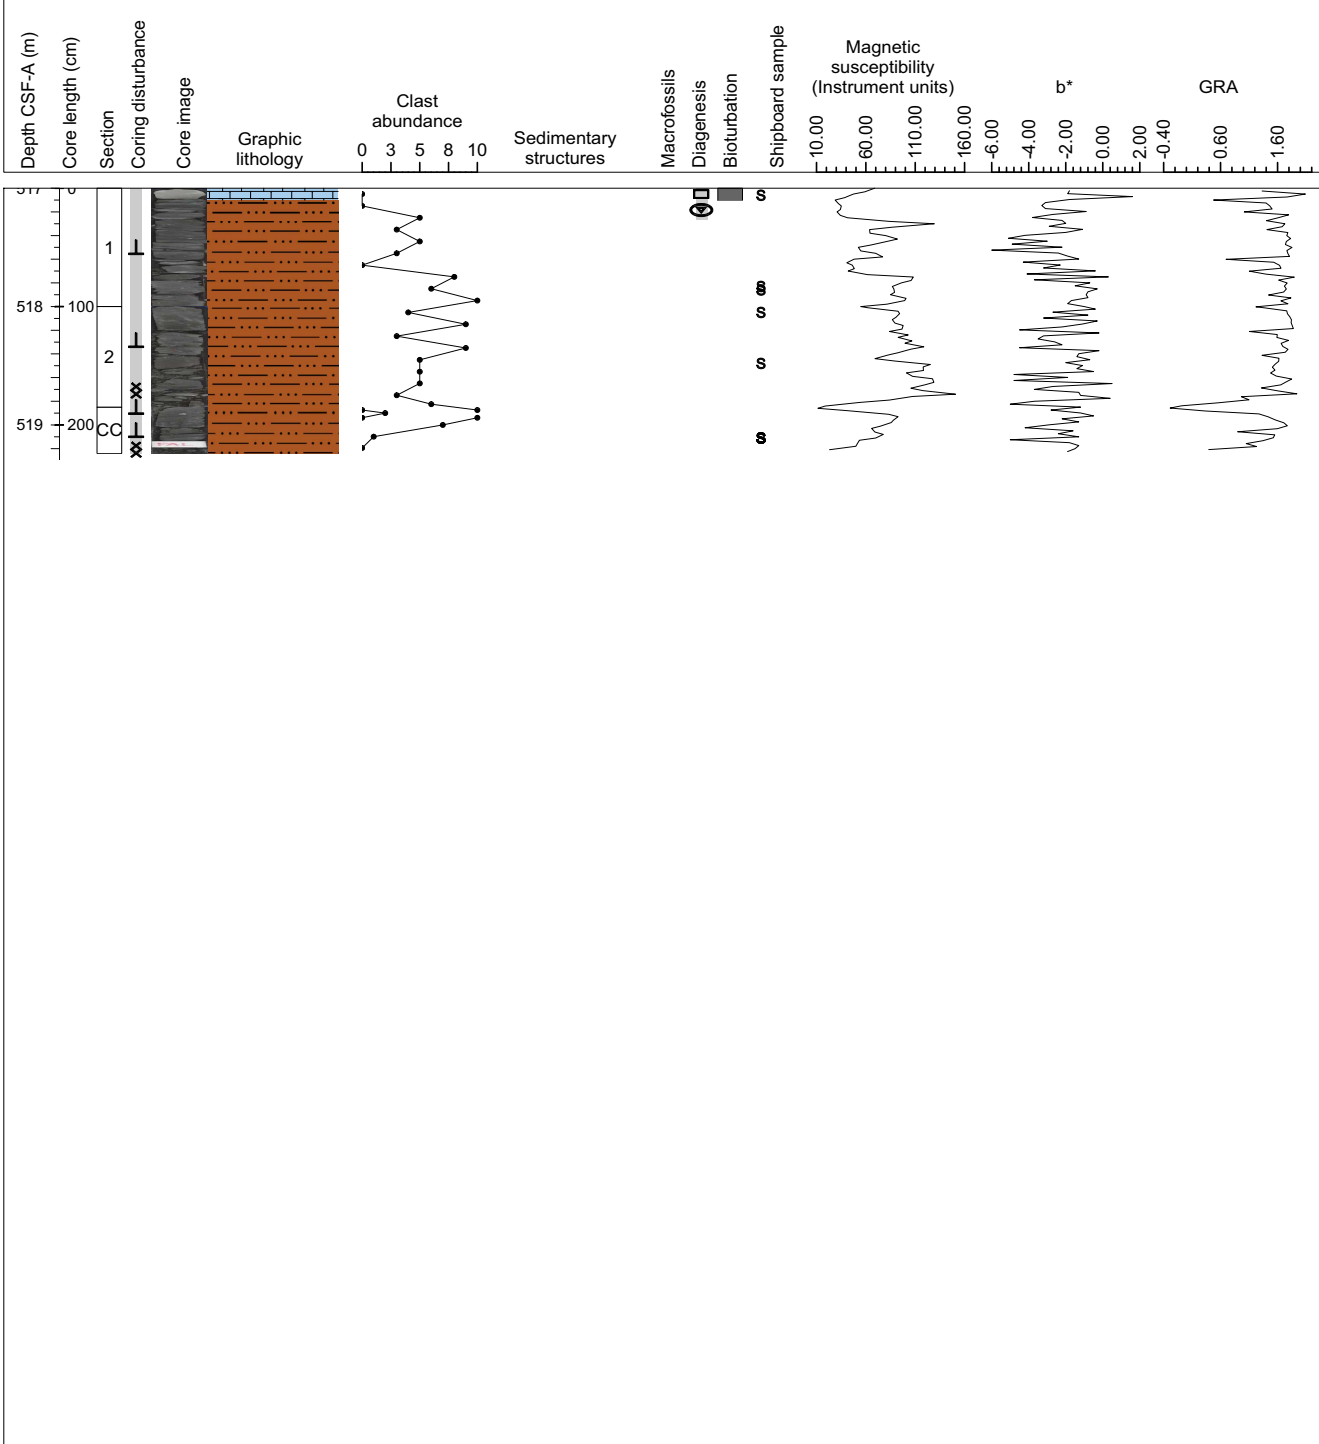 Depth CSF-A (m)
Core length (cm)
Section
Coring disturbance
Core image
Graphic
lithology
Clast
abundance
0 3 5 8 10
Sedimentary
structures
Macrofossils
Diagenesis
Bioturbation
Shipboard sample
Magnetic
susceptibility
(Instrument units)
10.00 60.00 110.00 160.00
b*
-6.00 -4.00 -2.00 0.00 2.00
GRA
-0.40 0.60 1.60
517 0
1
518 100
2
519 200
CC
S
S
S
S
S
S